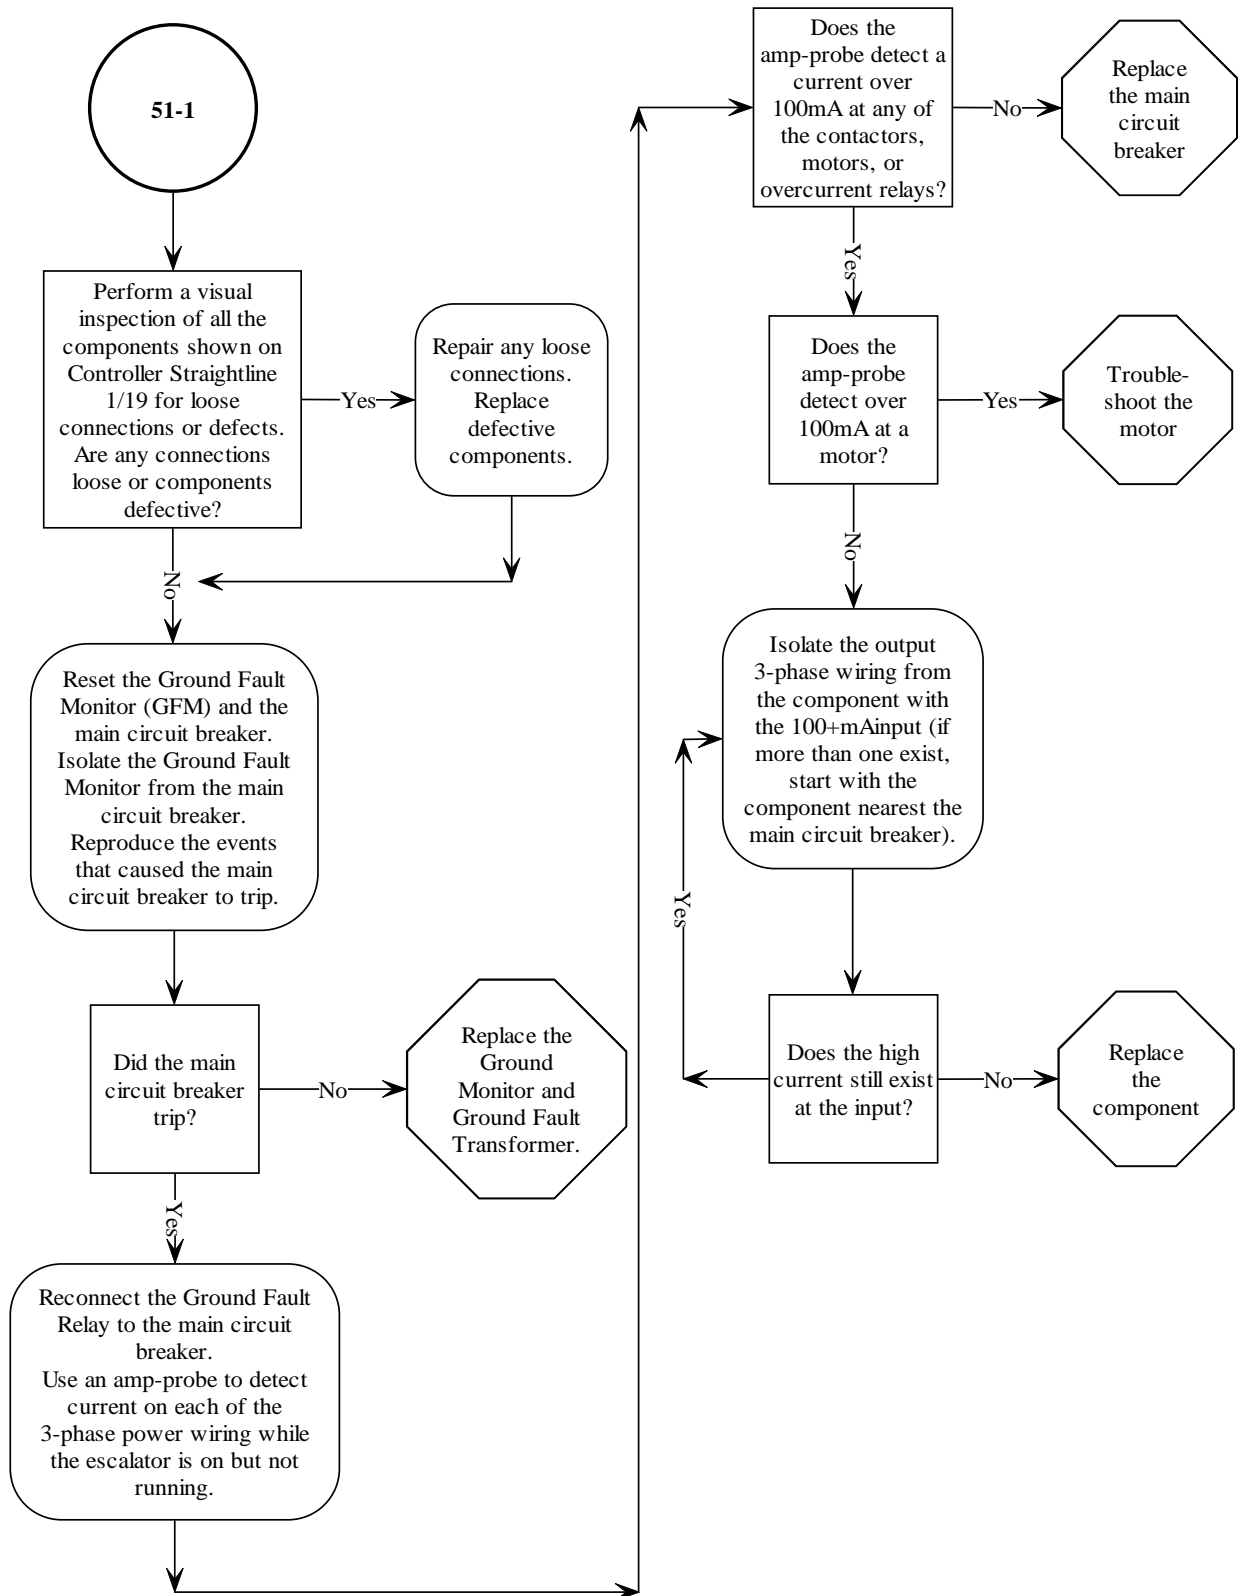 51-1
Perform a visual
inspection of all the
components shown on
Controller Straightline
1/19 for loose
connections or defects.
Are any connections
loose or components
defective?
Yes
Repair any loose
connections.
Replace
defective
components.
No
Reset the Ground Fault
Monitor (GFM) and the
main circuit breaker.
Isolate the Ground Fault
Monitor from the main
circuit breaker.
Reproduce the events
that caused the main
circuit breaker to trip.
Did the main
circuit breaker
trip?
No
Replace the
Ground
Monitor and
Ground Fault
Transformer.
Yes
Reconnect the Ground Fault
Relay to the main circuit
breaker.
Use an amp-probe to detect
current on each of the
3-phase power wiring while
the escalator is on but not
running.
Does the
amp-probe detect a
current over
100mA at any of
the contactors,
motors, or
overcurrent relays?
No
Replace
the main
circuit
breaker
Yes
Does the
amp-probe
detect over
100mA at a
motor?
Yes
Trouble-
shoot the
motor
No
Isolate the output
3-phase wiring from
the component with
the 100+mAinput (if
more than one exist,
start with the
component nearest the
main circuit breaker).
Yes
Does the high
current still exist
at the input?
No
Replace
the
component